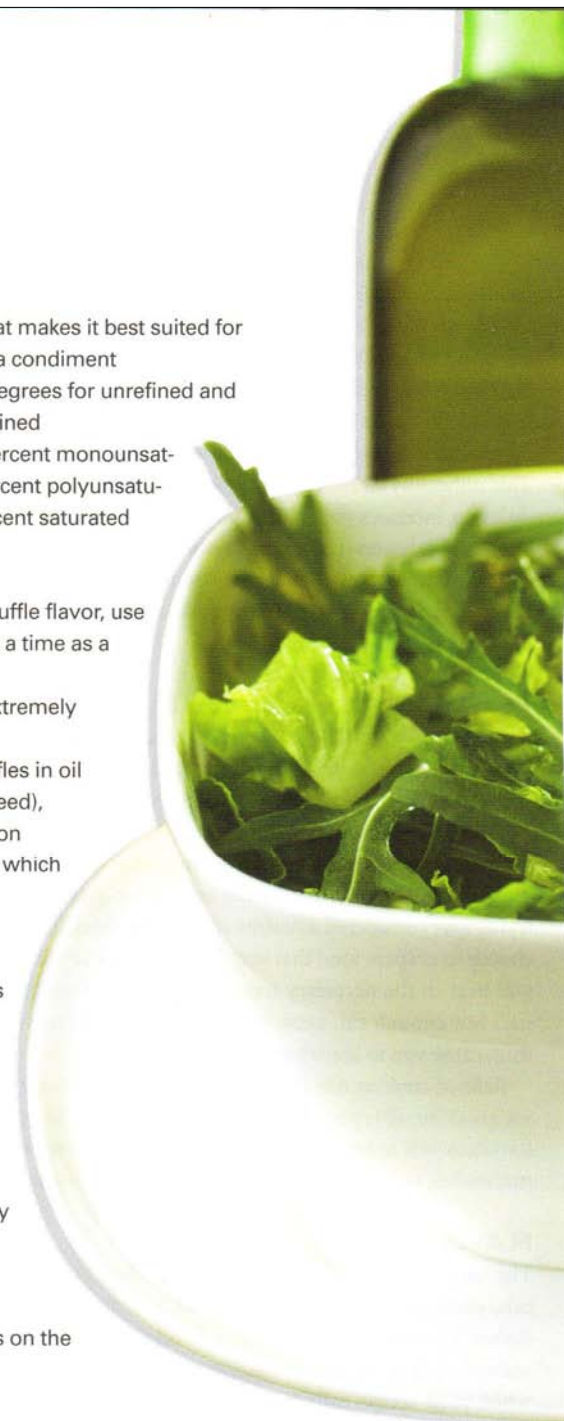 at makes it best suited for
a condiment
egrees for unrefined and
ined
ercent monounsat-
cent polyunsatu-
cent saturated
uffle flavor, use
a time as a
xtremely
fles in oil
eed),
on
which
s
y
s on the